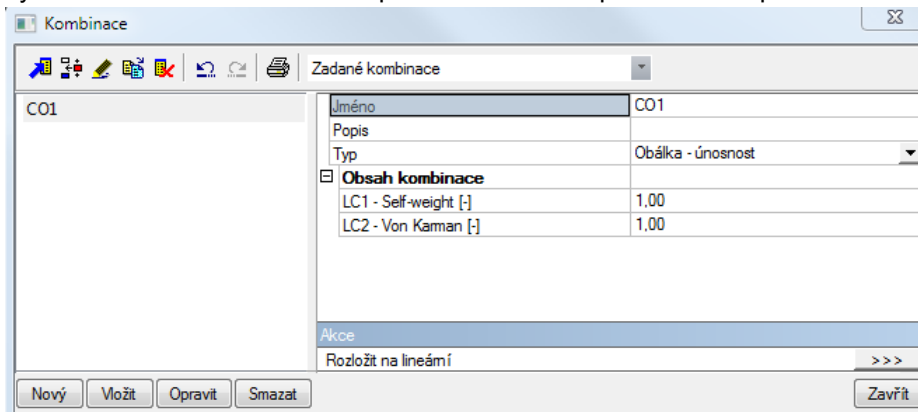 Kombinace
Zadané kombinace
CO1
Jméno CO1
Popis
Typ Obálka - únosnost
Obsah kombinace
LC1 - Self-weight [-] 1,00
LC2 - Von Karman [-] 1,00
Akce
Rozložit na lineární >>>
Nový Vložit Opravit Smazat Zavřít